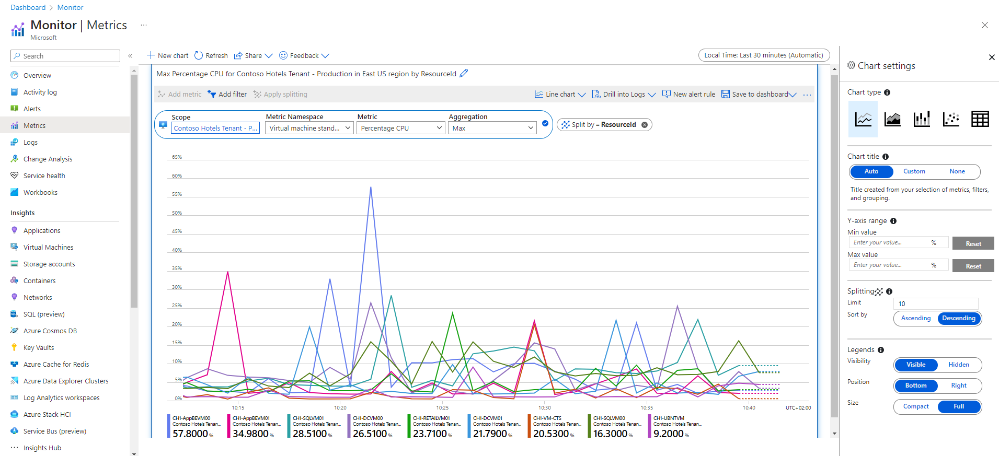 Dashboard > Monitor
Monitor | Metrics ...
Microsoft
Search
«
Overview
Activity log
Alerts
Metrics
Logs
Change Analysis
Service health
Workbooks
Insights
Applications
Virtual Machines
Storage accounts
Containers
Networks
SQL (preview)
Azure Cosmos DB
Key Vaults
Azure Cache for Redis
Azure Data Explorer Clusters
Log Analytics workspaces
Azure Stack HCI
Service Bus (preview)
Insights Hub
New chart Refresh Share Feedback
Local Time: Last 30 minutes (Automatic)
Max Percentage CPU for Contoso Hotels Tenant - Production in East US region by ResourceId
Add metric Add filter Apply splitting
Line chart Drill into Logs New alert rule Save to dashboard ...
Scope
Contoso Hotels Tenant - P...
Metric Namespace
Virtual machine stand...
Metric
Percentage CPU
Aggregation
Max
Split by = ResourceId
65%
60%
55%
50%
45%
40%
35%
30%
25%
20%
15%
10%
5%
0%
10:15 10:20 10:25 10:30 10:35 10:40 UTC+02:00
CH1-AppBEVM00
Contoso Hotels Tenan...
57.8000 %
CH1-AppBEVM01
Contoso Hotels Tenan...
34.9800 %
CH1-SQLVM01
Contoso Hotels Tenan...
28.5100 %
CH1-DCVM00
Contoso Hotels Tenan...
26.5100 %
CH1-RETAILVM01
Contoso Hotels Tenan...
23.7100 %
CH1-DCVM01
Contoso Hotels Tenan...
21.7900 %
CH1-VM-CTS
Contoso Hotels Tenan...
20.5300 %
CH1-SQLVM00
Contoso Hotels Tenan...
16.3000 %
CH1-UBNTVM
Contoso Hotels Tenan...
9.2000 %
Chart settings
Chart type
Chart title
Auto Custom None
Title created from your selection of metrics, filters,
and grouping.
Y-axis range
Min value
Enter your value... % Reset
Max value
Enter your value... % Reset
Splitting
Limit 10
Sort by Ascending Descending
Legends
Visibility Visible Hidden
Position Bottom Right
Size Compact Full